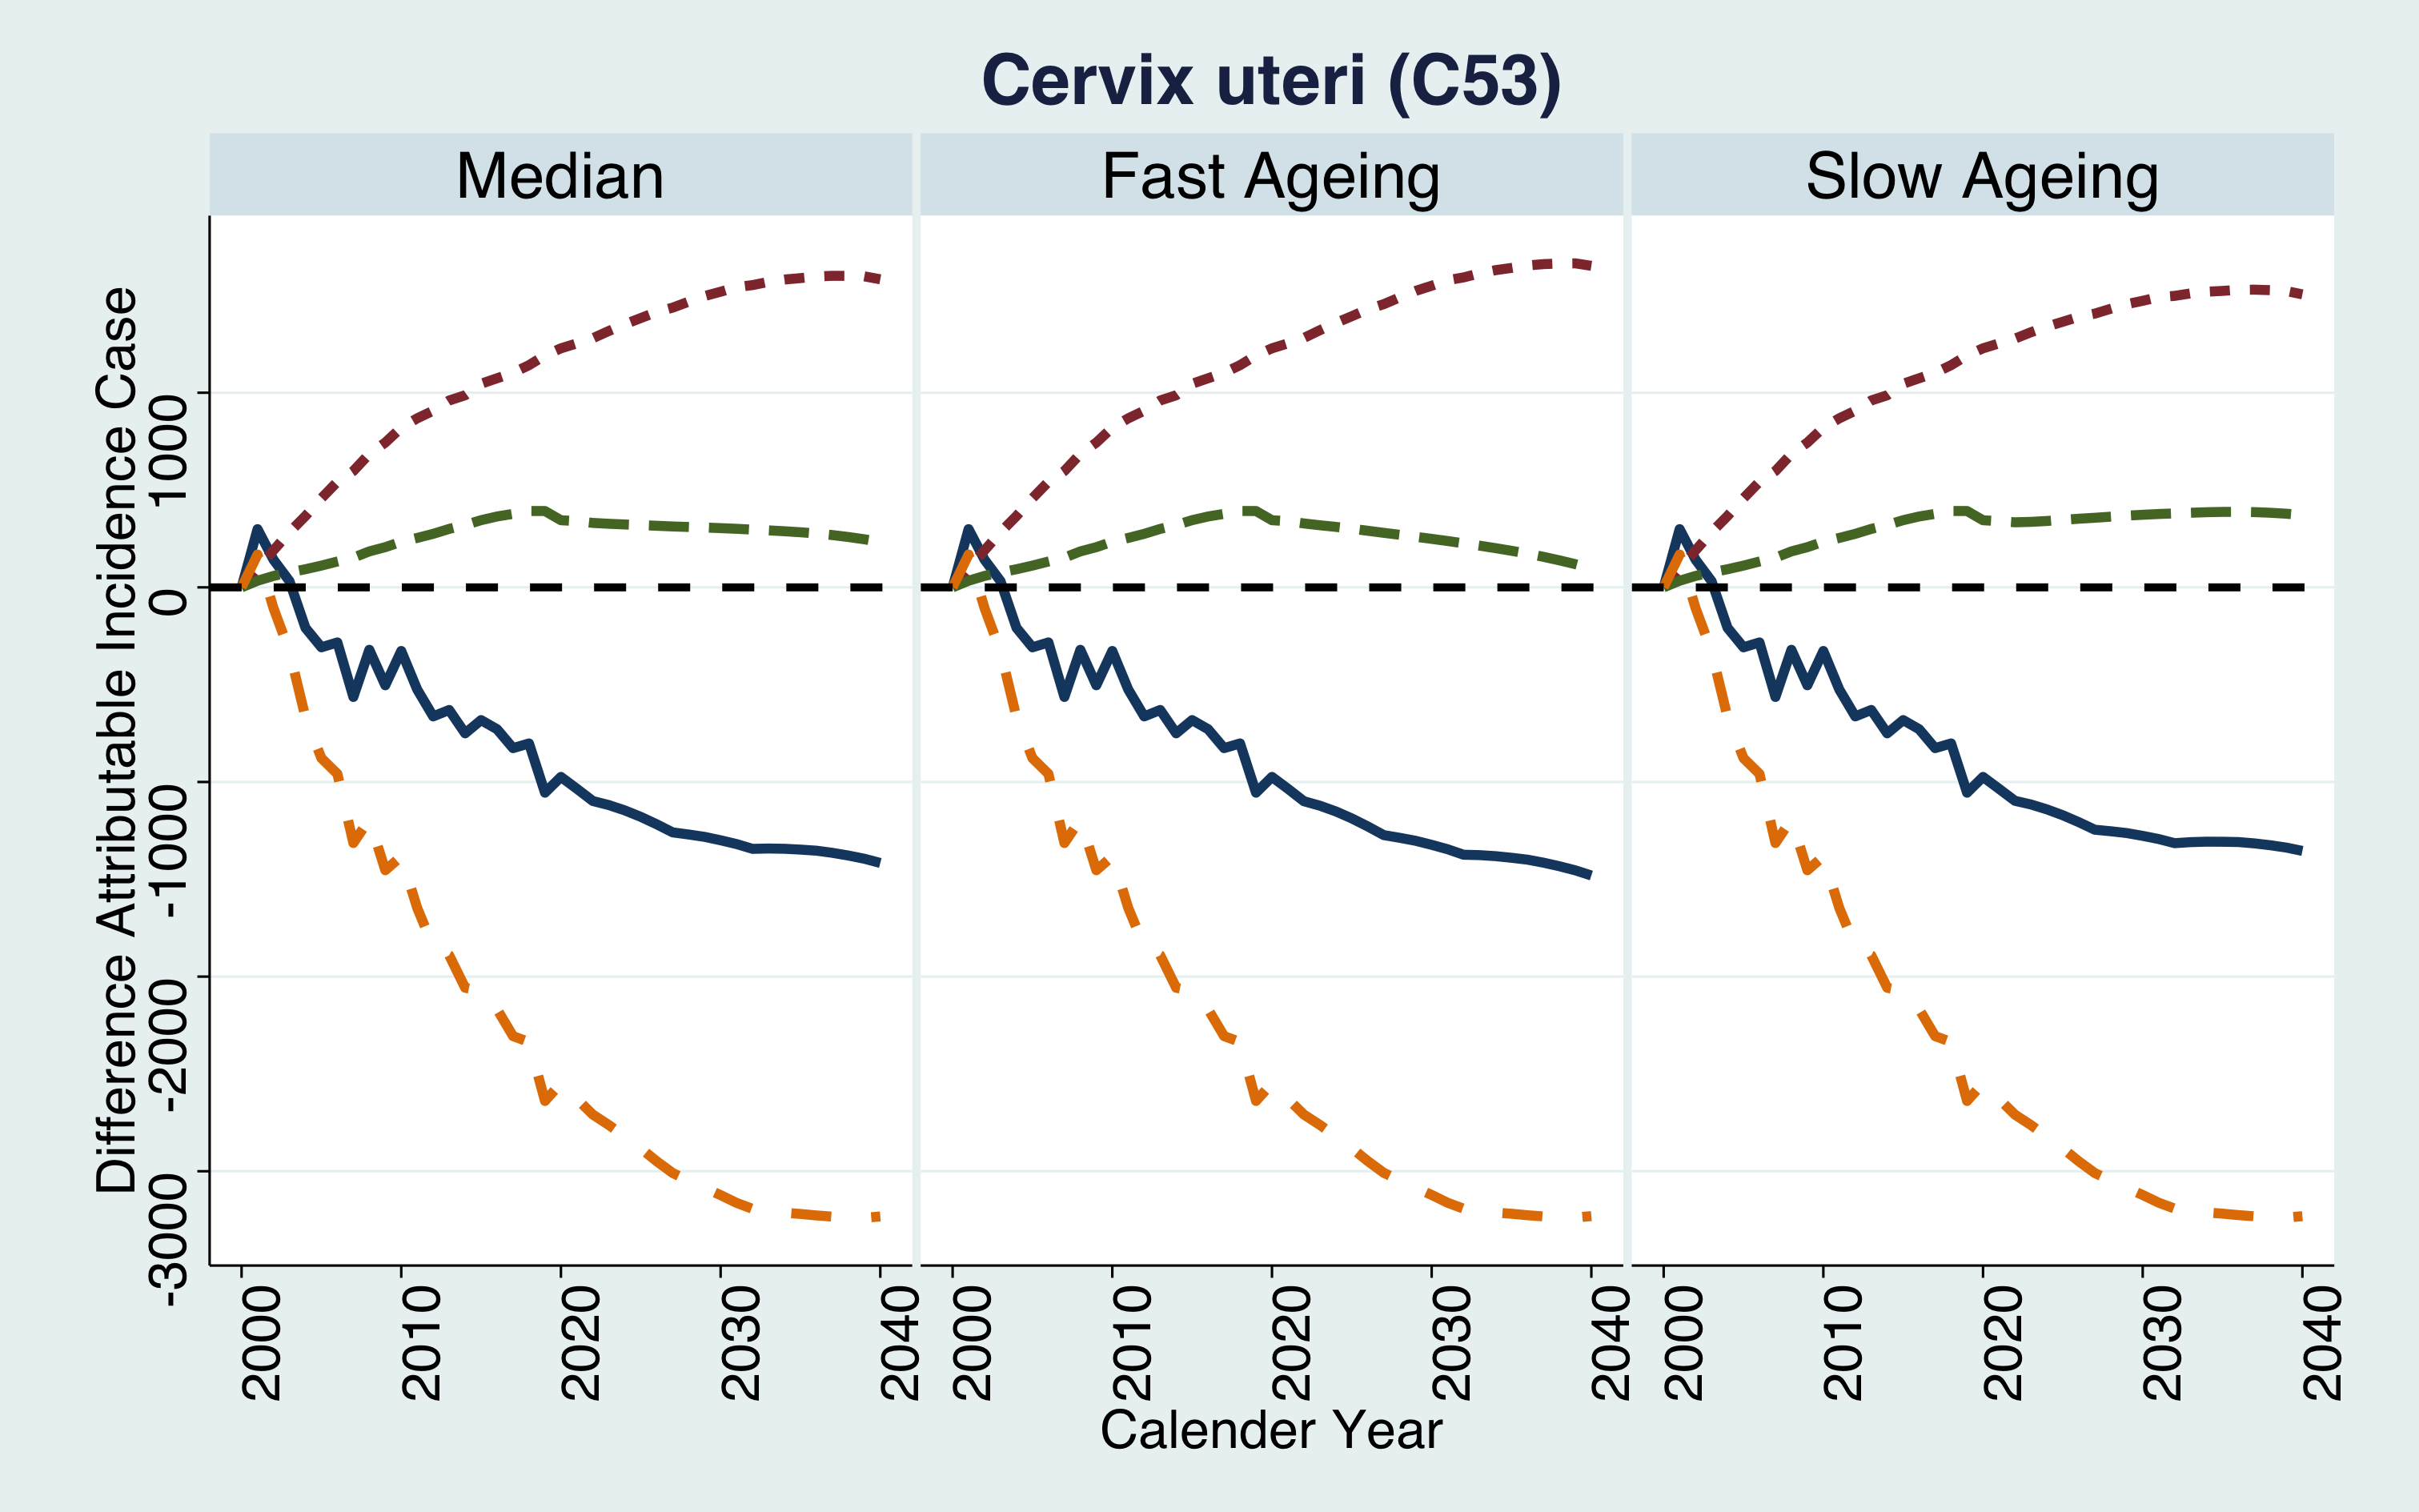 Cervix uteri (C53)
Median
Fast Ageing
Slow Ageing
Difference Attributable Incidence Case
1000
0
-1000
-2000
-3000
2000 2010 2020 2030 2040
2000 2010 2020 2030 2040
2000 2010 2020 2030 2040
Calender Year